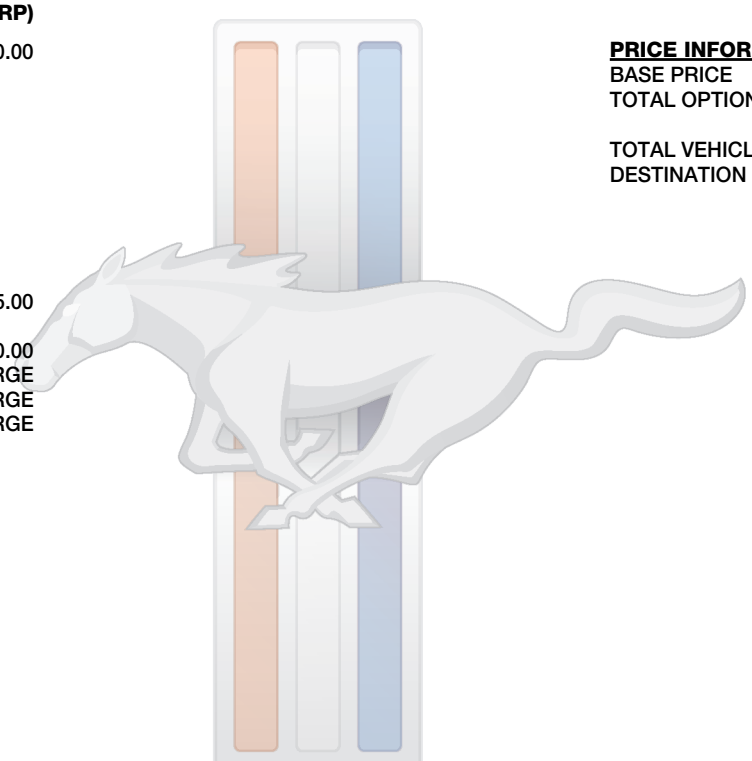 RP)
0.00
5.00
0.00
RGE
RGE
RGE
PRICE INFOR
BASE PRICE
TOTAL OPTION
TOTAL VEHICL
DESTINATION